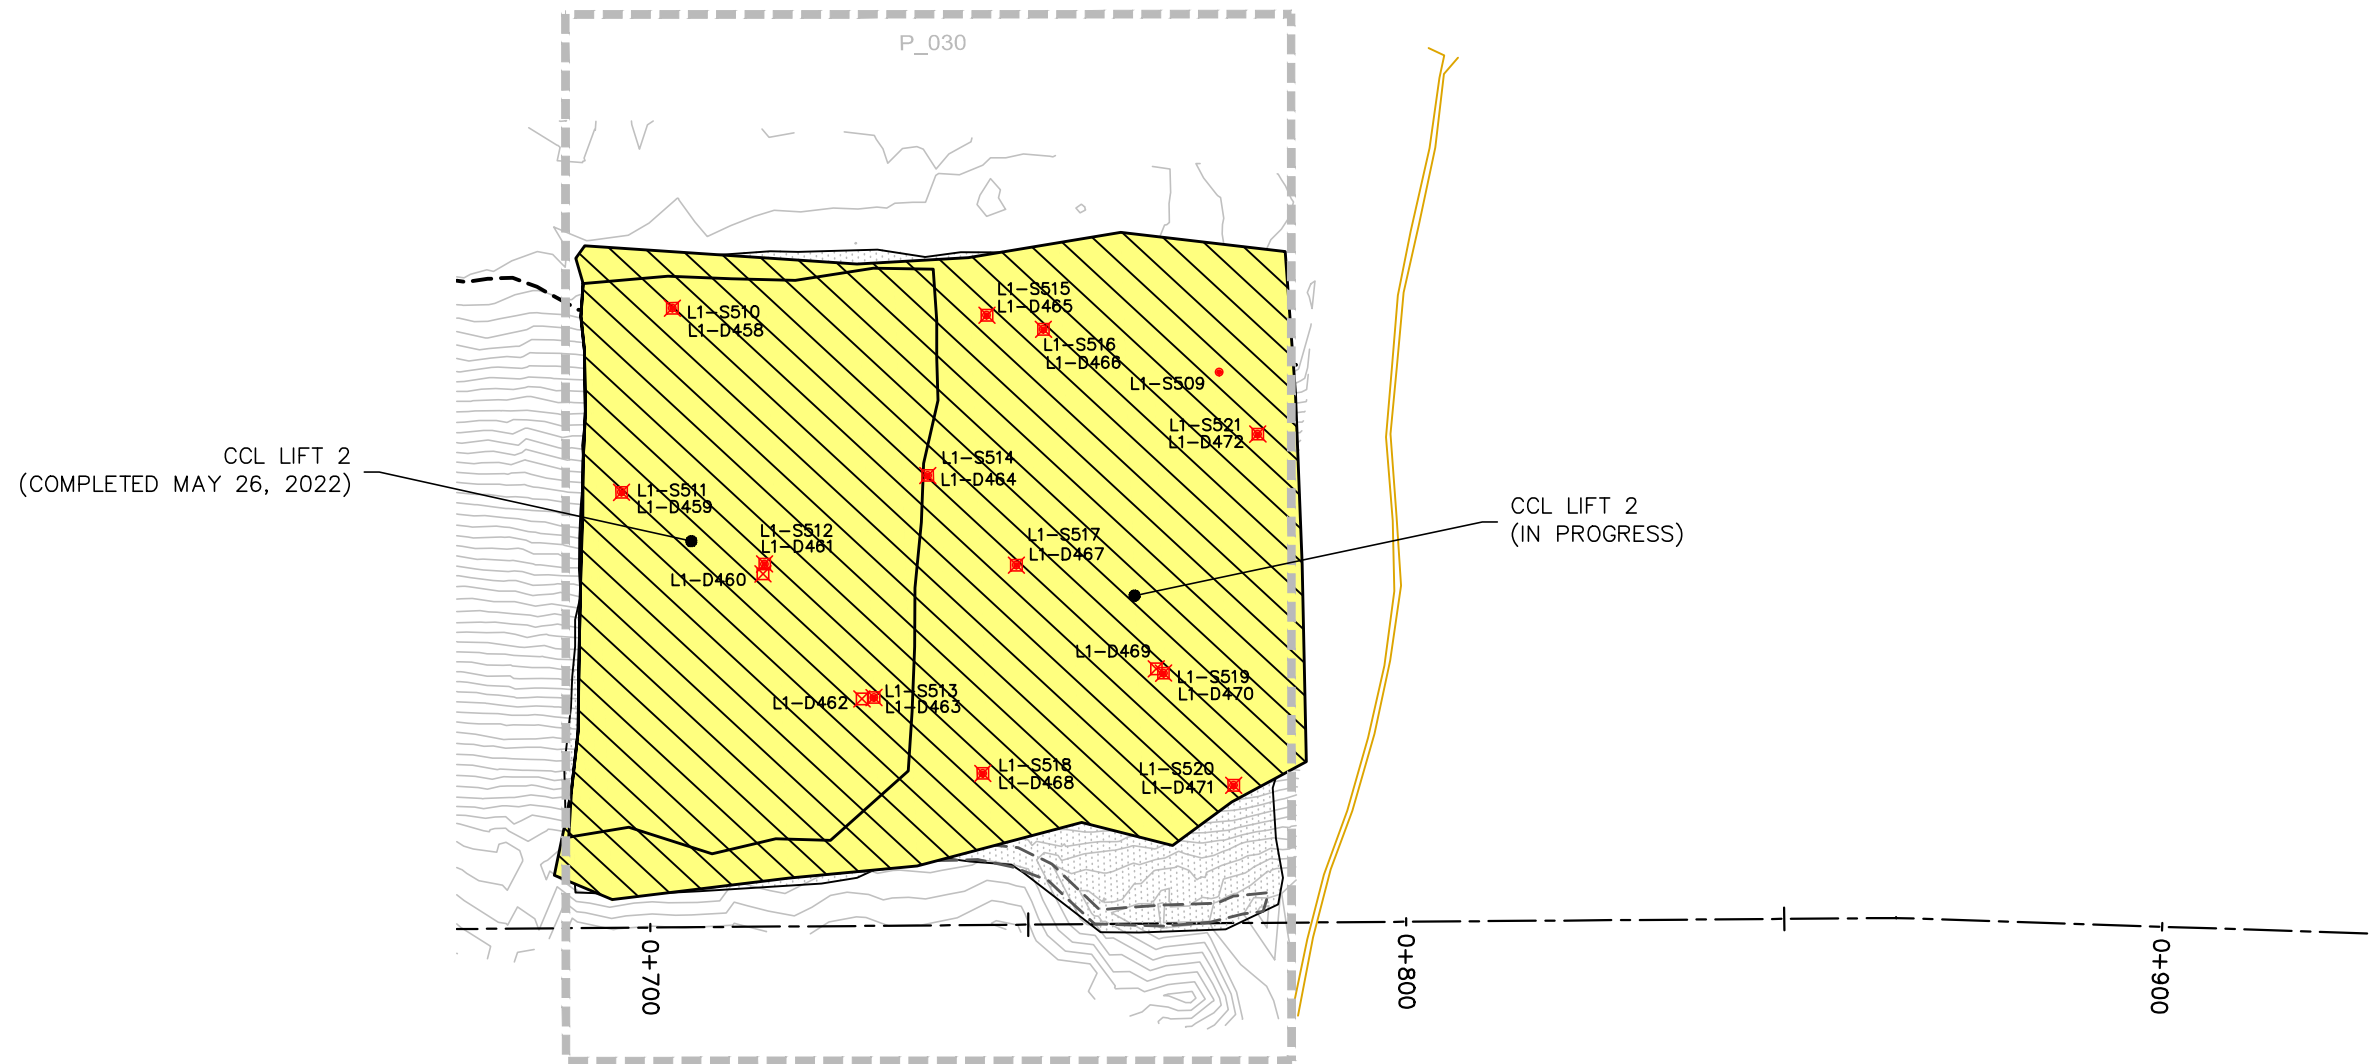 P_030
L1-S515
L1-D465
L1-S510
L1-D458
L1-S516
L1-D466
L1-S509
L1-S521
L1-D472
CCL LIFT 2
(COMPLETED MAY 26, 2022)
L1-S514
L1-D464
L1-S511
L1-D459
CCL LIFT 2
(IN PROGRESS)
L1-S512
L1-D461
L1-D460
L1-S517
L1-D467
L1-D469
L1-S519
L1-D470
L1-D462
L1-S513
L1-D463
L1-S518
L1-D468
L1-S520
L1-D471
0+700
0+800
0+900